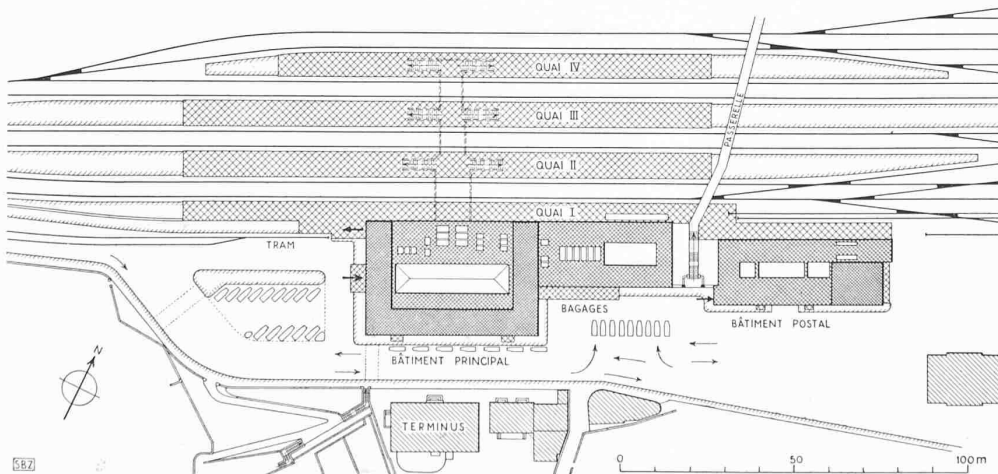 QUAI IV
QUAI III
PASSERELLE
QUAI II
QUAI I
TRAM
BAGAGES
BÂTIMENT POSTAL
BÂTIMENT PRINCIPAL
N
TERMINUS
SBZ
0 50 100 m